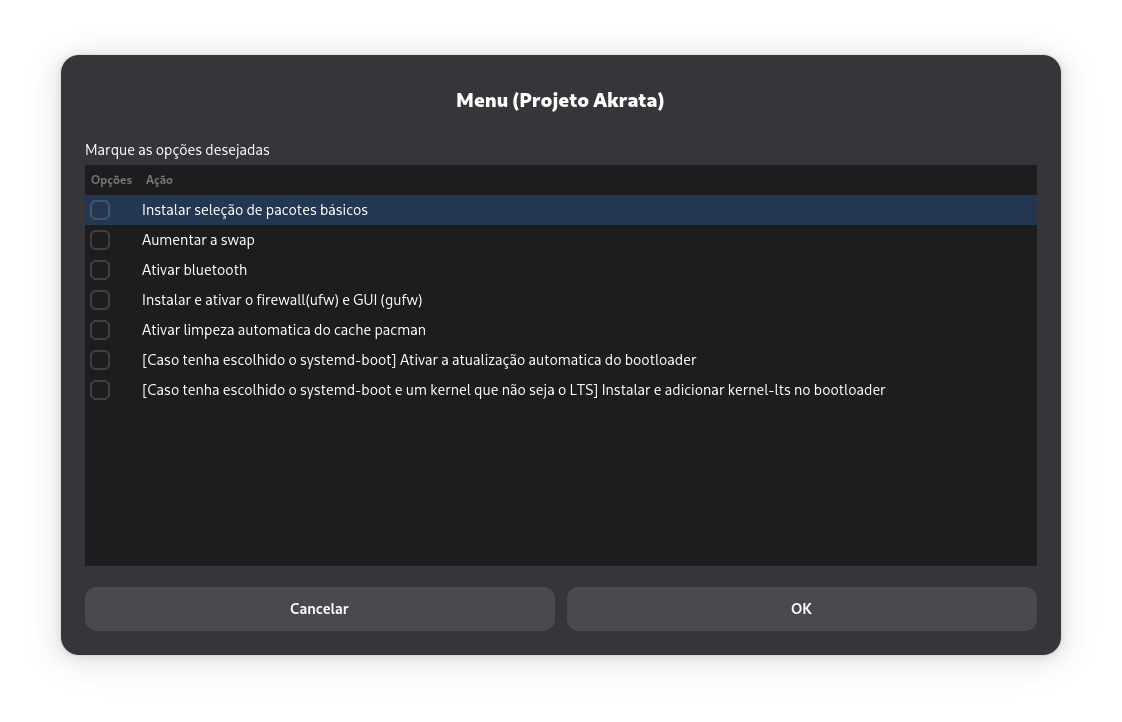 Menu (Projeto Akrata)
Marque as opções desejadas
Opções Ação
Instalar seleção de pacotes básicos
Aumentar a swap
Ativar bluetooth
Instalar e ativar o firewall(ufw) e GUI (gufw)
Ativar limpeza automatica do cache pacman
[Caso tenha escolhido o systemd-boot] Ativar a atualização automatica do bootloader
[Caso tenha escolhido o systemd-boot e um kernel que não seja o LTS] Instalar e adicionar kernel-lts no bootloader
Cancelar OK